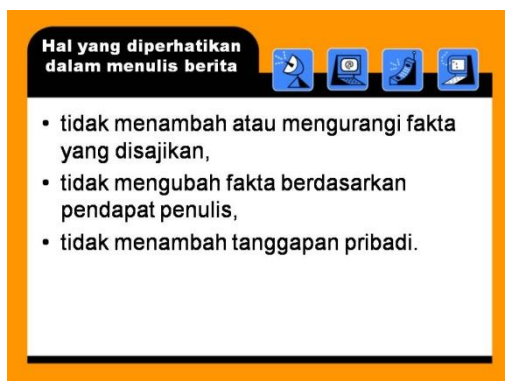 Hal yang diperhatikan
dalam menulis berita
• tidak menambah atau mengurangi fakta
yang disajikan,
• tidak mengubah fakta berdasarkan
pendapat penulis,
• tidak menambah tanggapan pribadi.